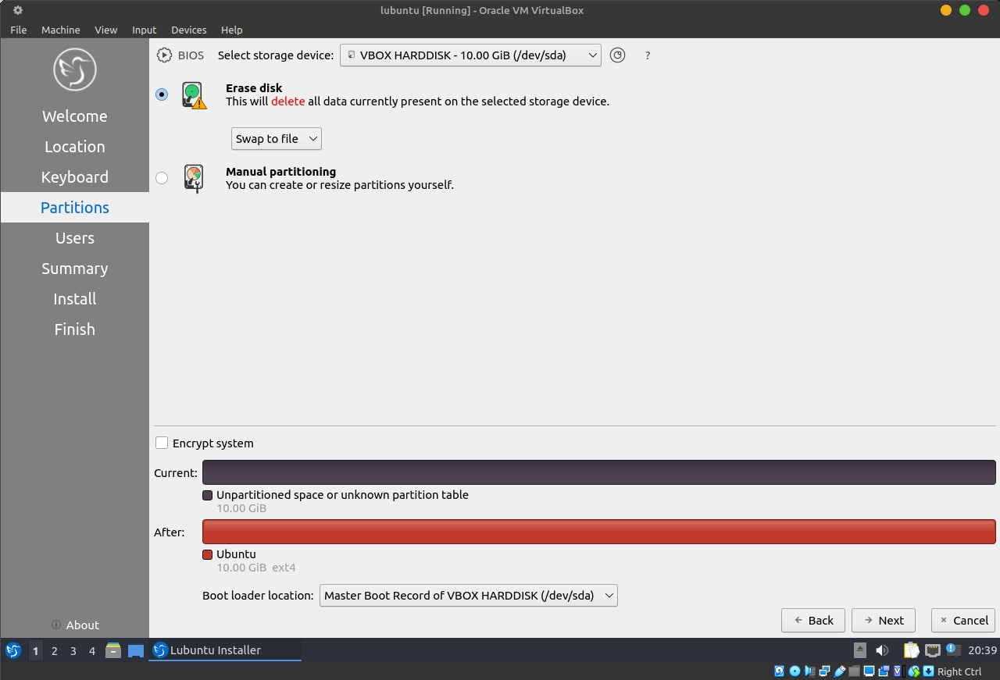 lubuntu [Running] - Oracle VM VirtualBox
File Machine View Input Devices Help
BIOS Select storage device: VBOX HARDDISK - 10.00 GiB (/dev/sda) ?
Welcome
Location
Keyboard
Partitions
Users
Summary
Install
Finish
About
Erase disk
This will delete all data currently present on the selected storage device.
Swap to file
Manual partitioning
You can create or resize partitions yourself.
Encrypt system
Current:
Unpartitioned space or unknown partition table
10.00 GiB
After:
Ubuntu
10.00 GiB ext4
Boot loader location: Master Boot Record of VBOX HARDDISK (/dev/sda)
Back Next Cancel
1 2 3 4 Lubuntu Installer 20:39
Right Ctrl